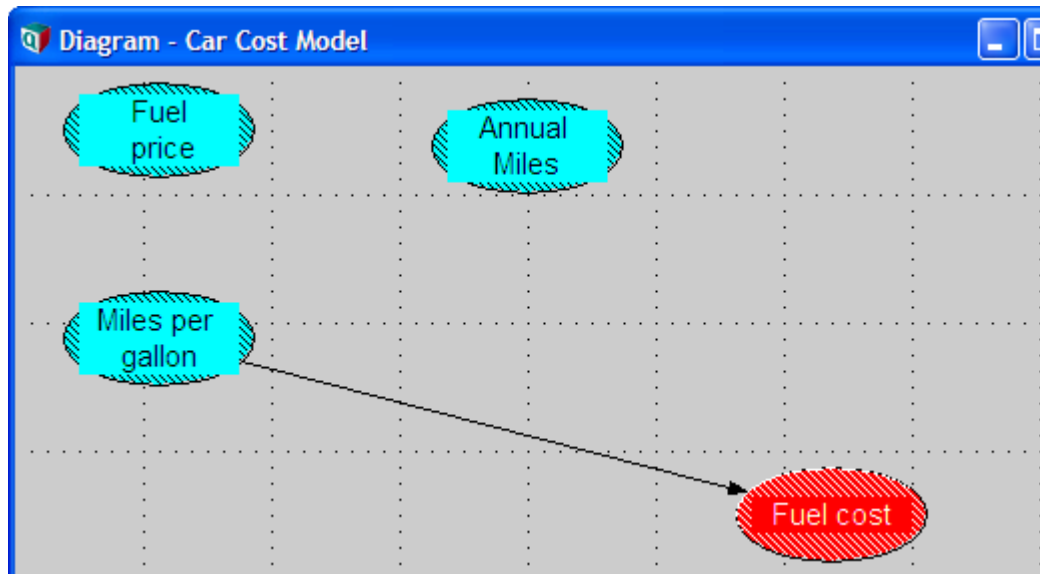 Diagram - Car Cost Model
Fuel
price
Annual
Miles
Miles per
gallon
Fuel cost